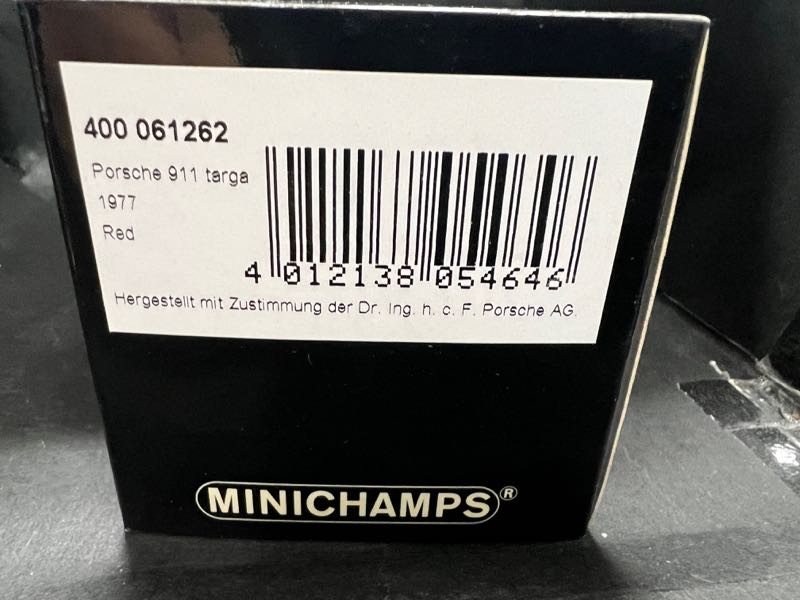 400 061262
Porsche 911 targa
1977
Red
4 012138 054646
Hergestellt mit Zustimmung der Dr. Ing. h. c. F. Porsche AG.
MINICHAMPS®